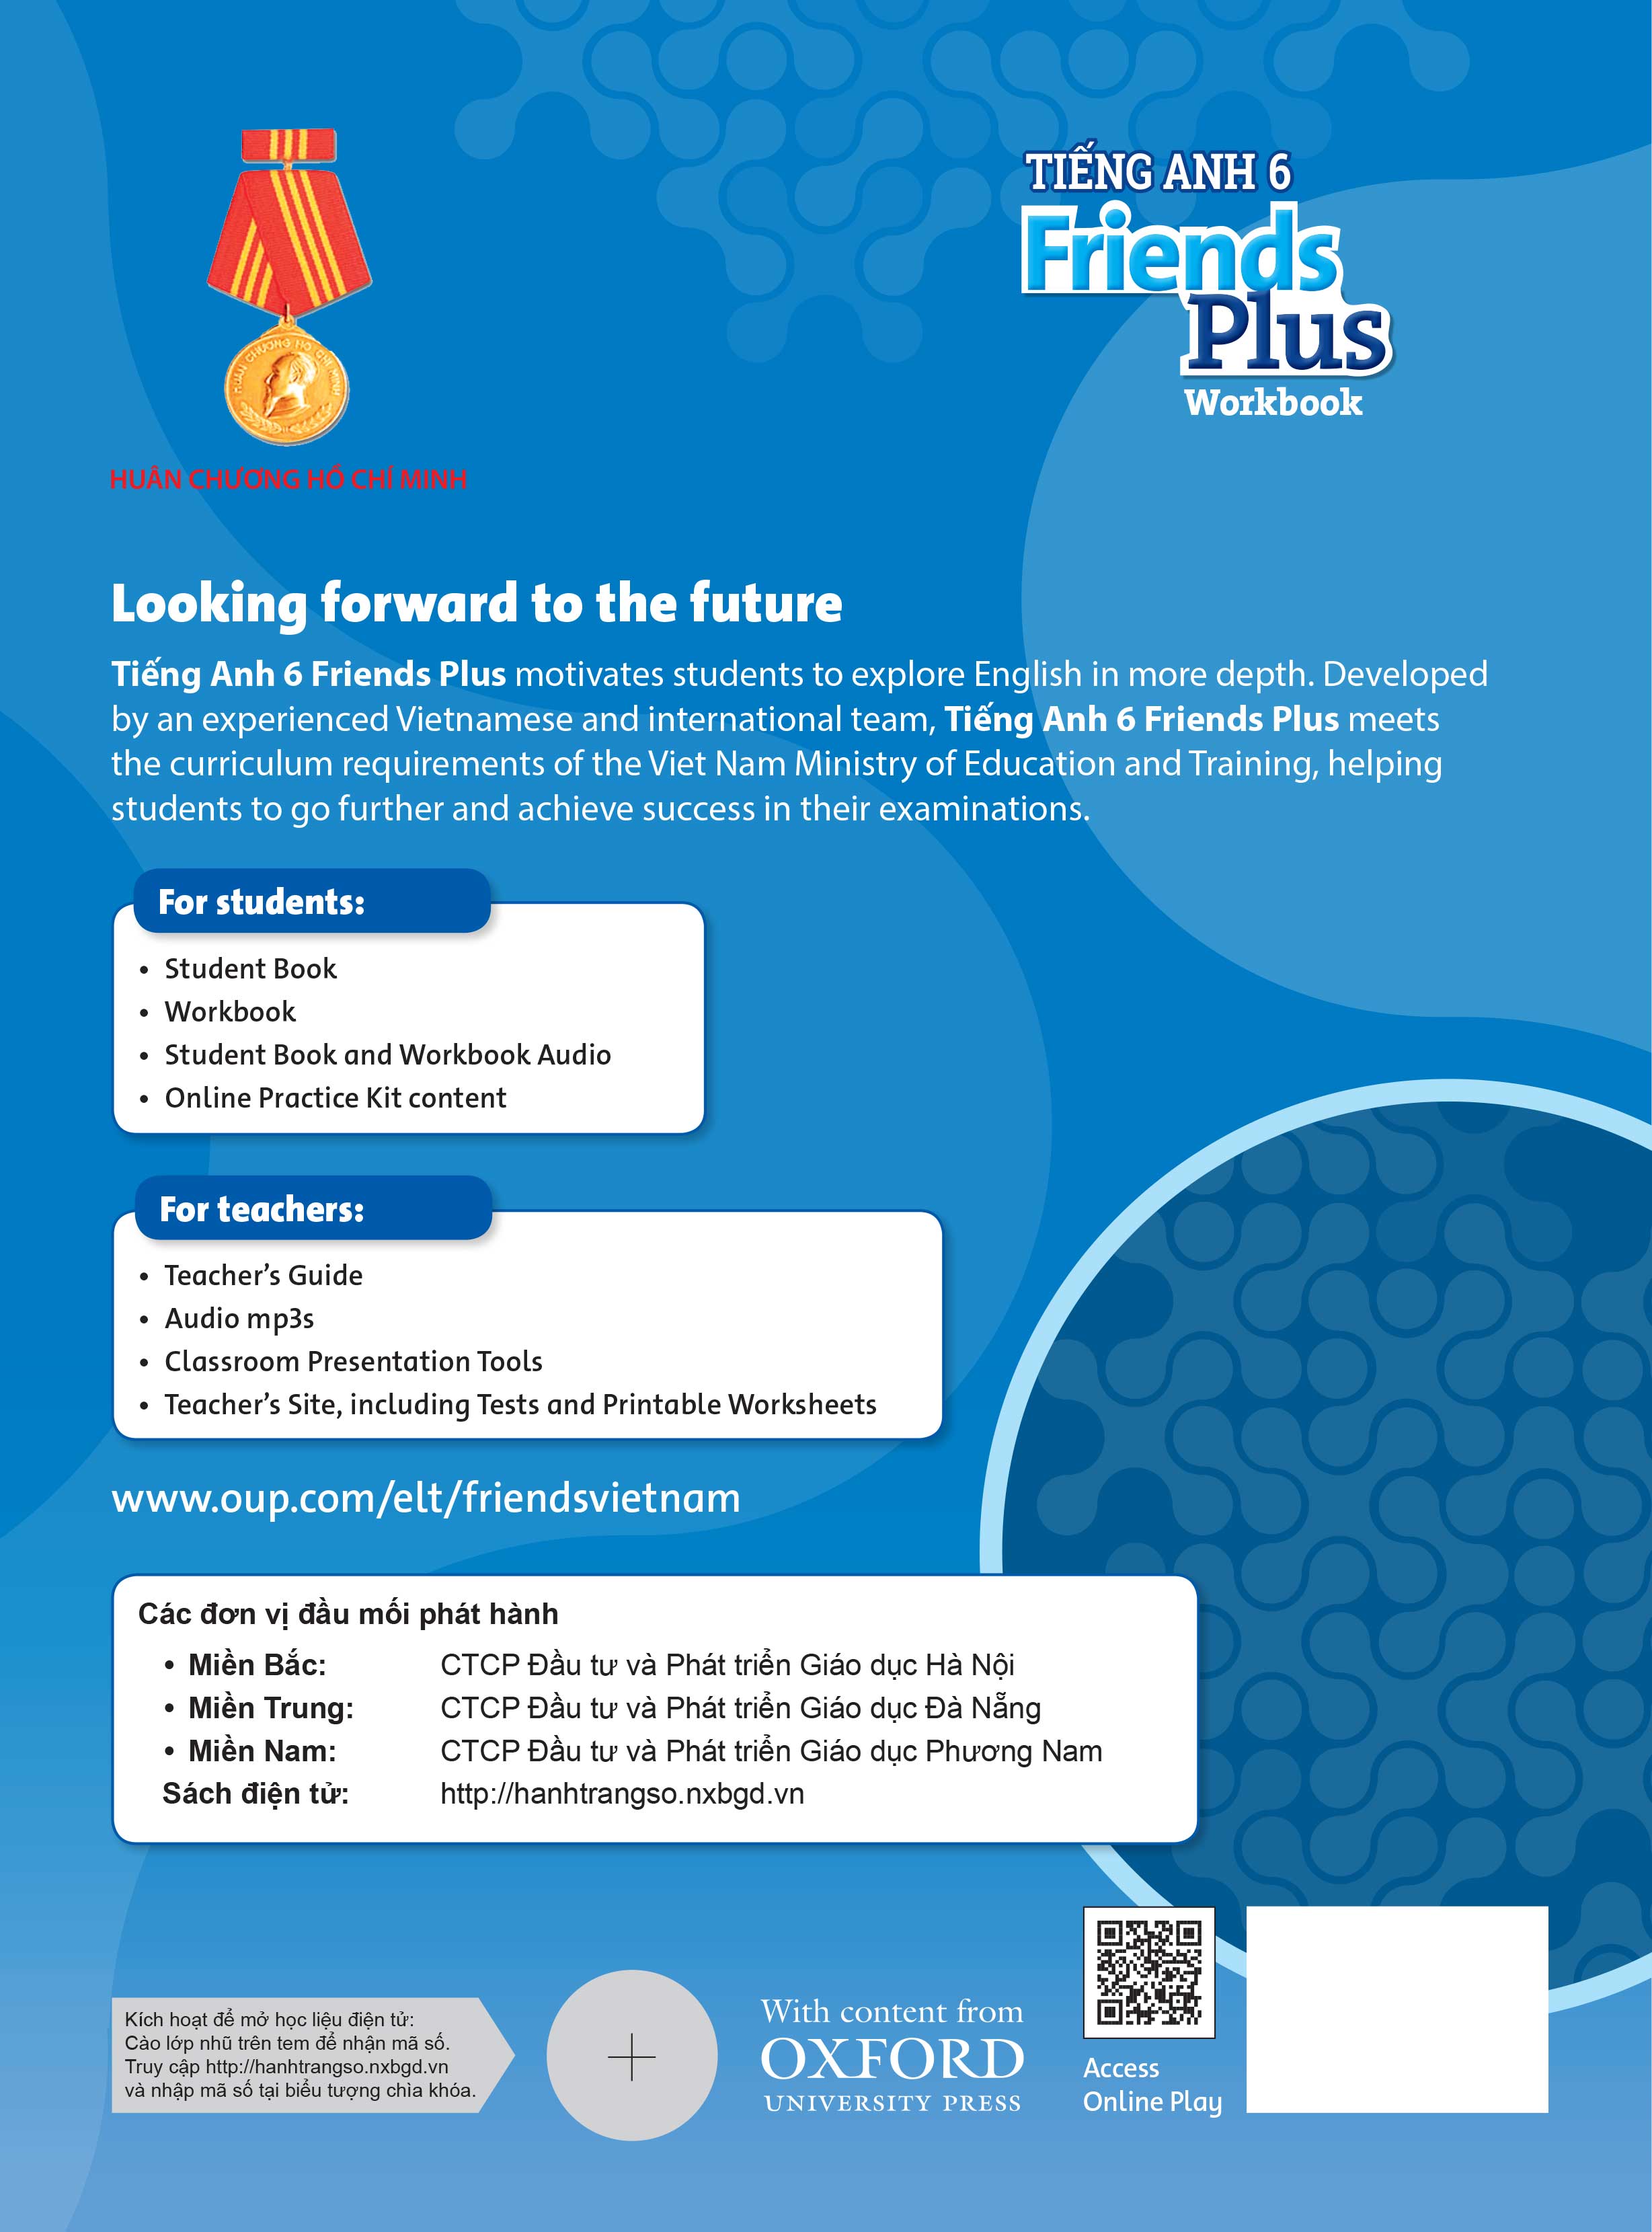 TIẾNG ANH 6
Friends
Plus
Workbook
HUÂN CHƯƠNG HỒ CHÍ MINH
HUÂN CHƯƠNG HỒ CHÍ MINH
Looking forward to the future
Tiếng Anh 6 Friends Plus motivates students to explore English in more depth. Developed
by an experienced Vietnamese and international team, Tiếng Anh 6 Friends Plus meets
the curriculum requirements of the Viet Nam Ministry of Education and Training, helping
students to go further and achieve success in their examinations.
For students:
• Student Book
• Workbook
• Student Book and Workbook Audio
• Online Practice Kit content
For teachers:
• Teacher’s Guide
• Audio mp3s
• Classroom Presentation Tools
• Teacher’s Site, including Tests and Printable Worksheets
www.oup.com/elt/friendsvietnam
Các đơn vị đầu mối phát hành
• Miền Bắc: CTCP Đầu tư và Phát triển Giáo dục Hà Nội
• Miền Trung: CTCP Đầu tư và Phát triển Giáo dục Đà Nẵng
• Miền Nam: CTCP Đầu tư và Phát triển Giáo dục Phương Nam
Sách điện tử: http://hanhtrangso.nxbgd.vn
Kích hoạt để mở học liệu điện tử:
Cào lớp nhũ trên tem để nhận mã số.
Truy cập http://hanhtrangso.nxbgd.vn
và nhập mã số tại biểu tượng chìa khóa.
With content from
OXFORD
UNIVERSITY PRESS
Access
Online Play